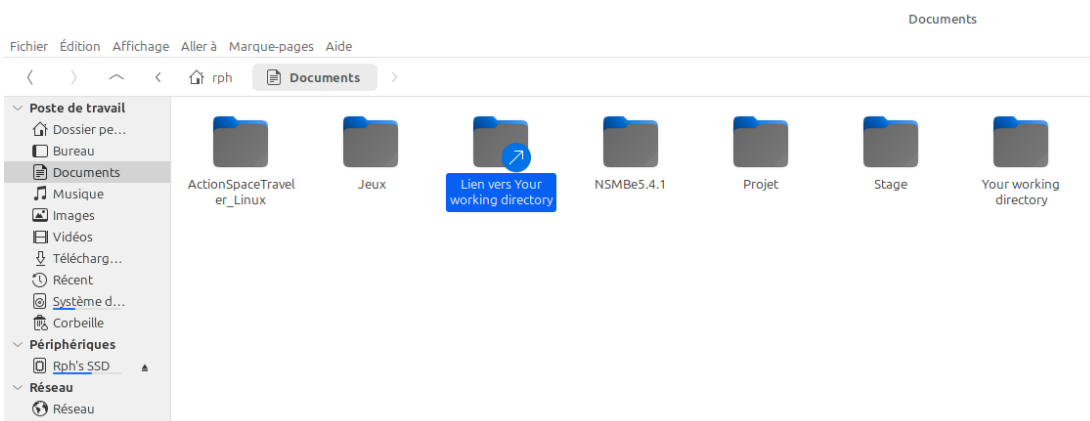 Documents
Fichier Édition Affichage Aller à Marque-pages Aide
rph Documents
Poste de travail
Dossier pe...
Bureau
Documents
Musique
Images
Vidéos
Télécharg...
Récent
Système d...
Corbeille
Périphériques
Rph's SSD
Réseau
Réseau
ActionSpaceTravel
er_Linux
Jeux
Lien vers Your
working directory
NSMBe5.4.1
Projet
Stage
Your working
directory